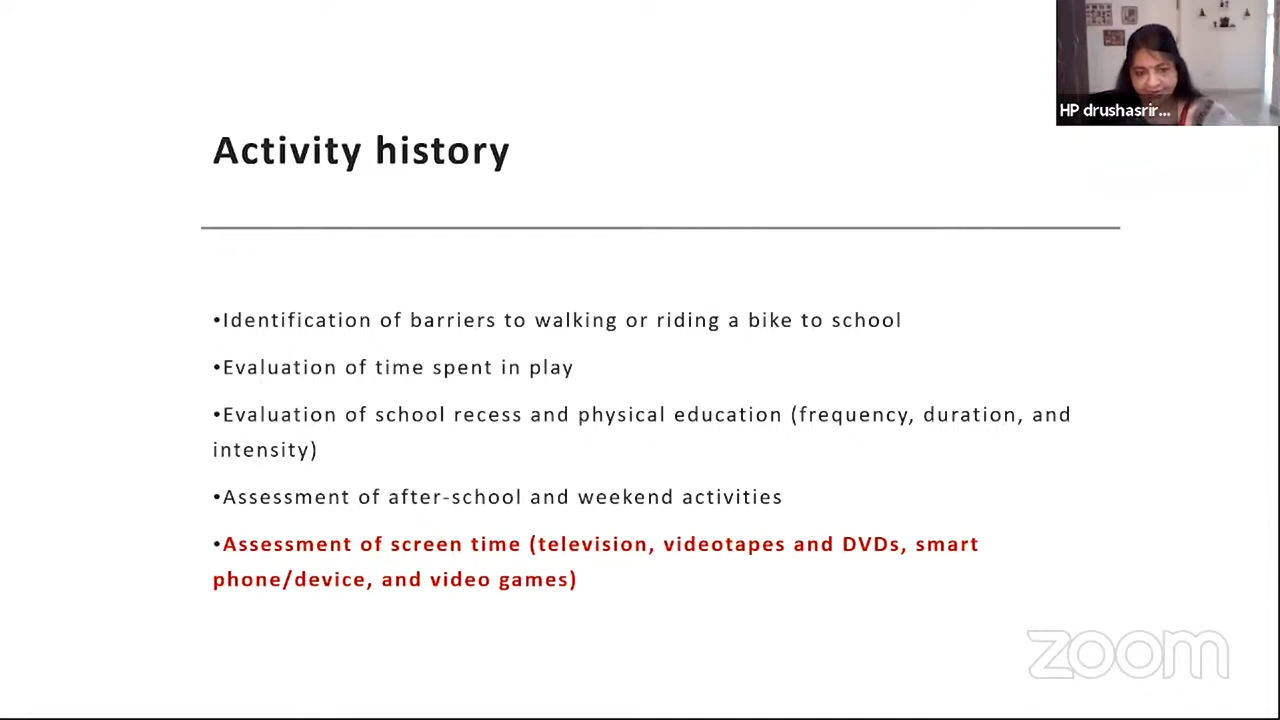 HP drushasrir...
Activity history
•Identification of barriers to walking or riding a bike to school
•Evaluation of time spent in play
•Evaluation of school recess and physical education (frequency, duration, and
intensity)
•Assessment of after-school and weekend activities
•Assessment of screen time (television, videotapes and DVDs, smart
phone/device, and video games)
zoom